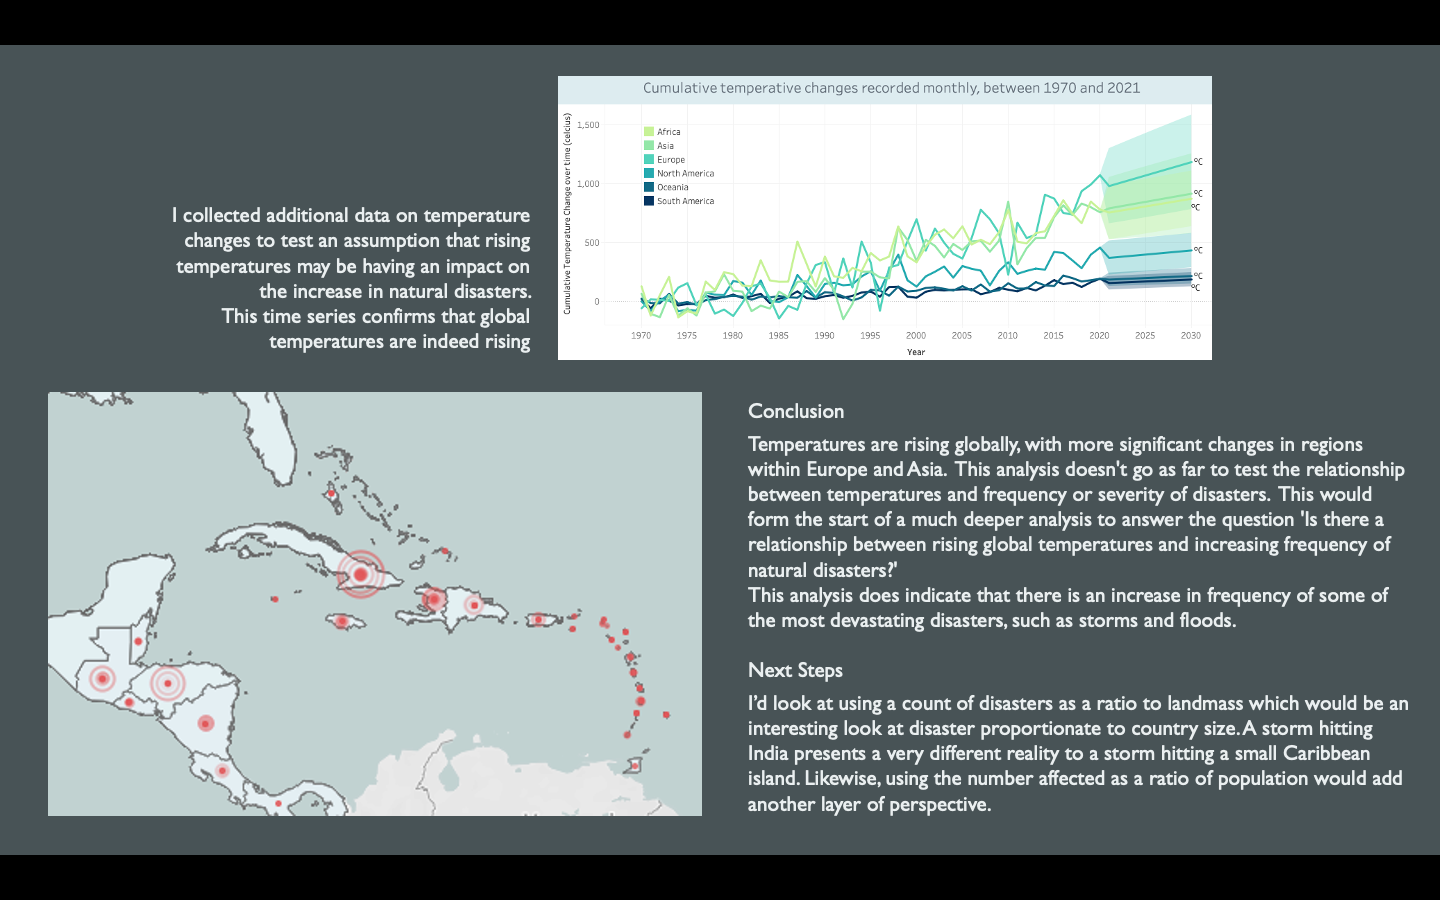 Cumulative temperative changes recorded monthly, between 1970 and 2021
Cumulative Temperature Change over time (celcius)
1,500
1,000
500
0
Africa
Asia
Europe
North America
Oceania
South America
°C
°C
°C
°C
°C
°C
1970
1975
1980
1985
1990
1995
2000
2005
2010
2015
2020
2025
2030
Year
I collected additional data on temperature
changes to test an assumption that rising
temperatures may be having an impact on
the increase in natural disasters.
This time series confirms that global
temperatures are indeed rising
Conclusion
Temperatures are rising globally, with more significant changes in regions
within Europe and Asia. This analysis doesn't go as far to test the relationship
between temperatures and frequency or severity of disasters. This would
form the start of a much deeper analysis to answer the question 'Is there a
relationship between rising global temperatures and increasing frequency of
natural disasters?'
This analysis does indicate that there is an increase in frequency of some of
the most devastating disasters, such as storms and floods.
Next Steps
I'd look at using a count of disasters as a ratio to landmass which would be an
interesting look at disaster proportionate to country size. A storm hitting
India presents a very different reality to a storm hitting a small Caribbean
island. Likewise, using the number affected as a ratio of population would add
another layer of perspective.